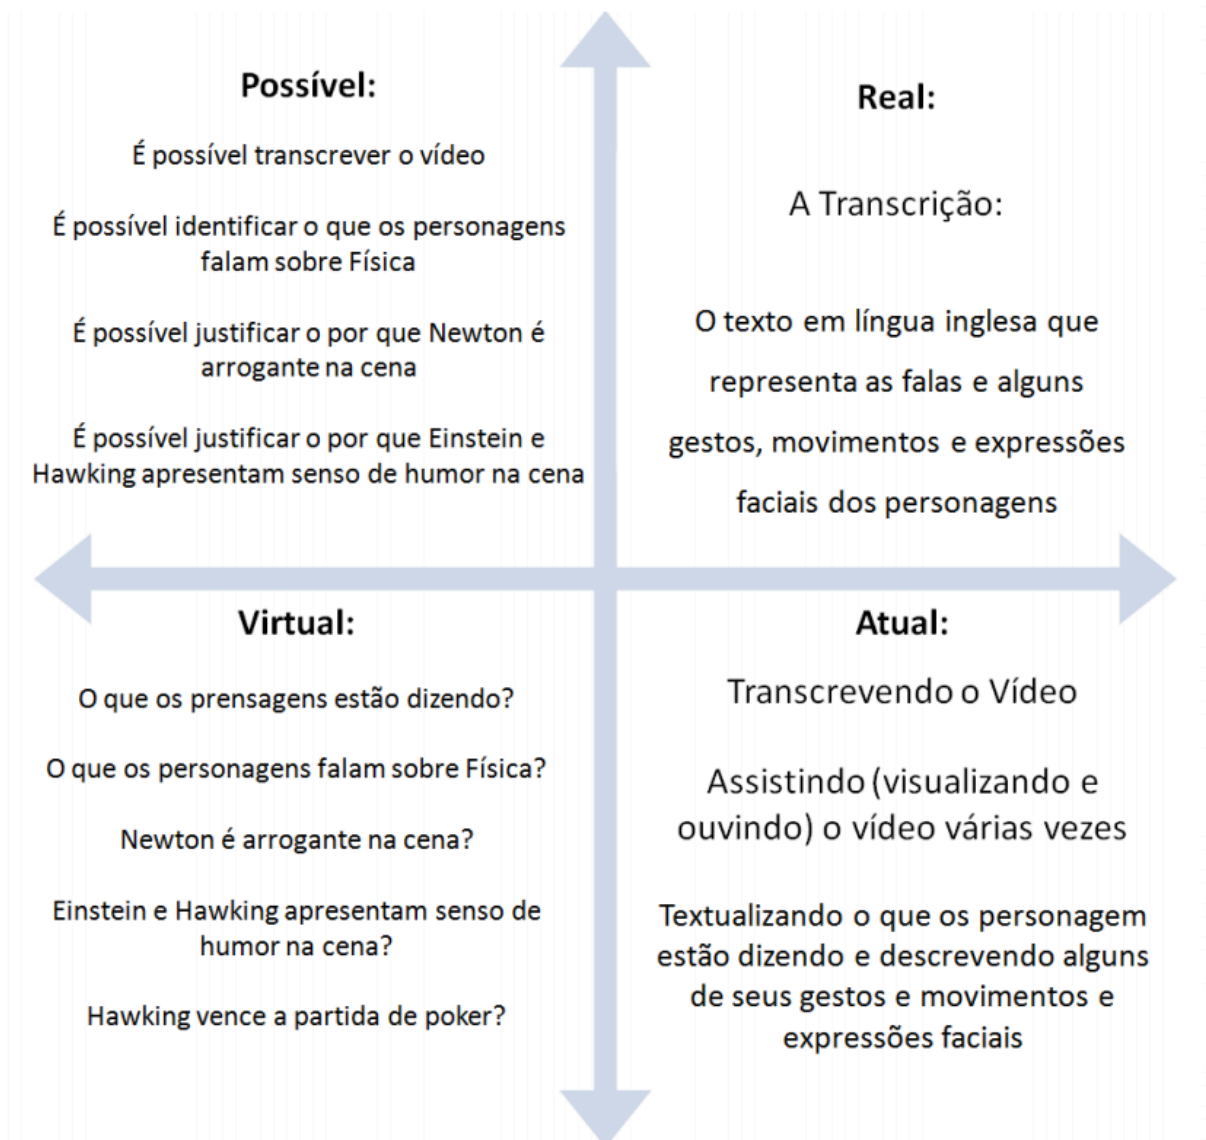 Possível:
É possível transcrever o vídeo
É possível identificar o que os personagens
falam sobre Física
É possível justificar o por que Newton é
arrogante na cena
É possível justificar o por que Einstein e
Hawking apresentam senso de humor na cena
Real:
A Transcrição:
O texto em língua inglesa que
representa as falas e alguns
gestos, movimentos e expressões
faciais dos personagens
Virtual:
O que os prensagens estão dizendo?
O que os personagens falam sobre Física?
Newton é arrogante na cena?
Einstein e Hawking apresentam senso de
humor na cena?
Hawking vence a partida de poker?
Atual:
Transcrevendo o Vídeo
Assistindo (visualizando e
ouvindo) o vídeo várias vezes
Textualizando o que os personagem
estão dizendo e descrevendo alguns
de seus gestos e movimentos e
expressões faciais